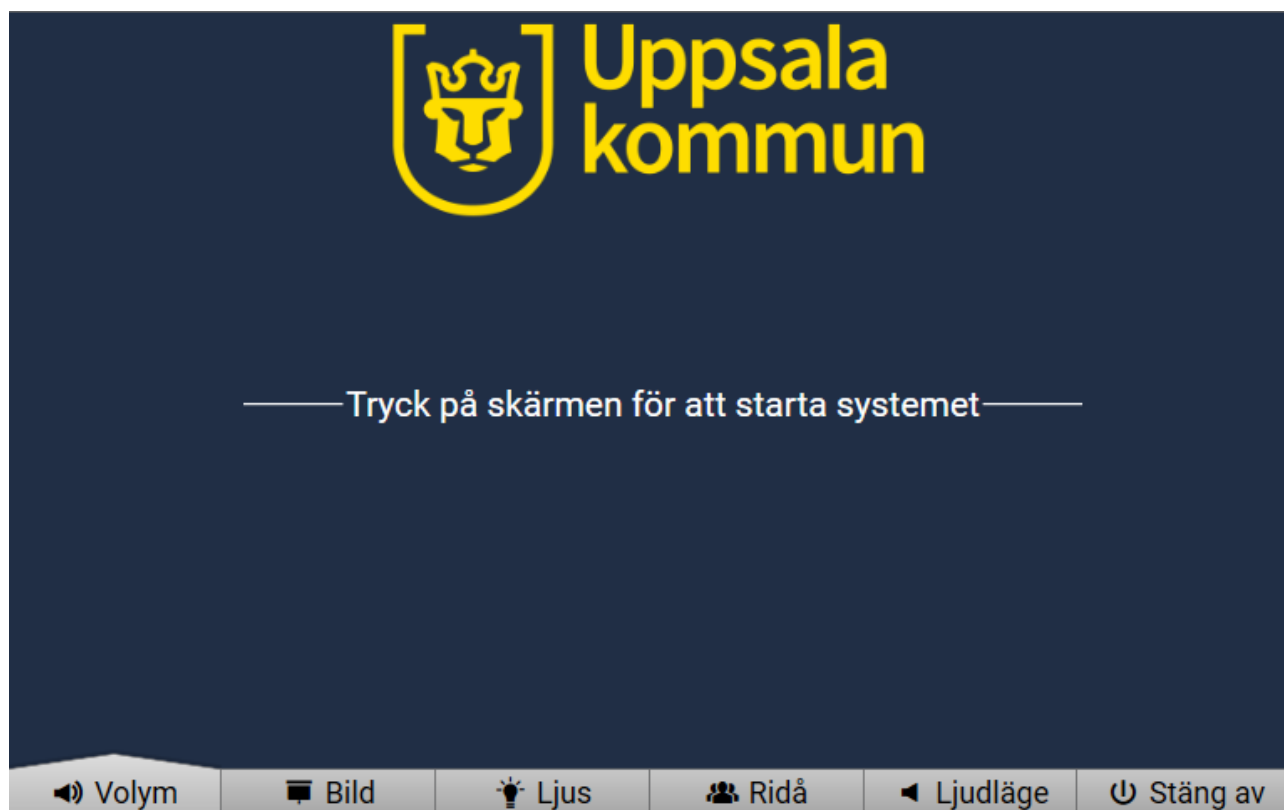 Uppsala
kommun
Tryck på skärmen för att starta systemet
Volym Bild Ljus Ridå Ljudläge Stäng av